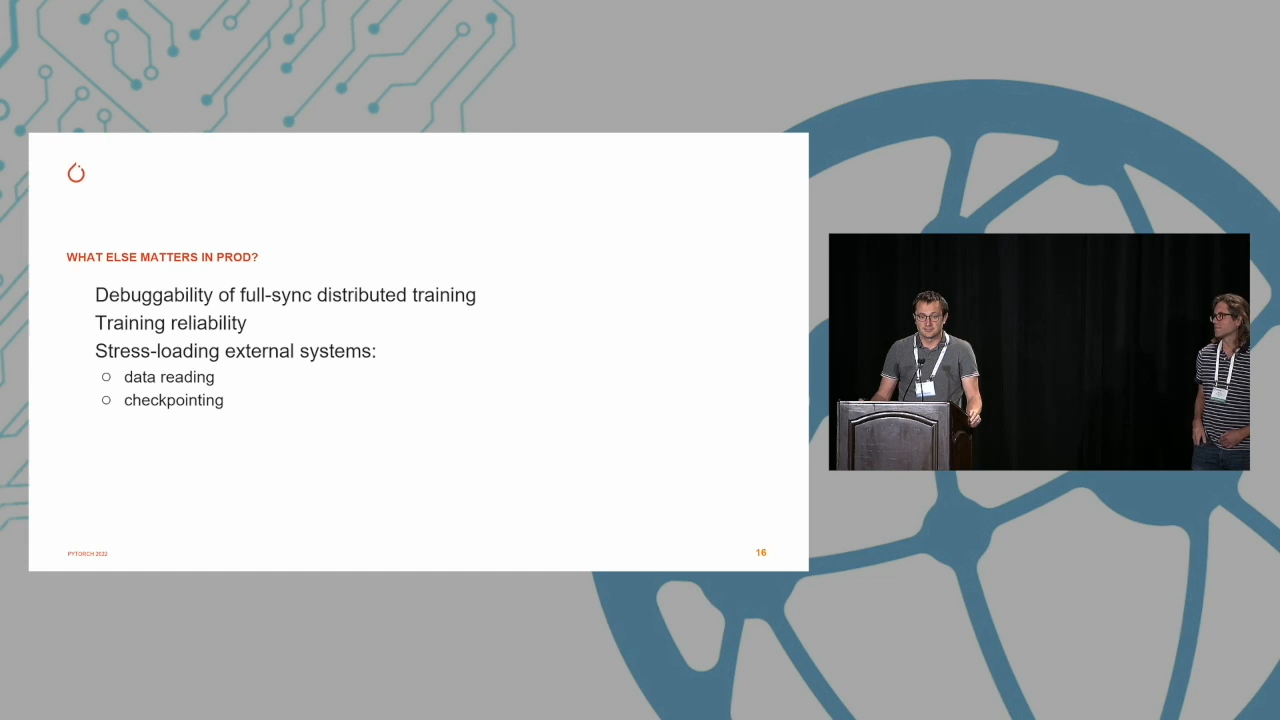 WHAT ELSE MATTERS IN PROD?
Debuggability of full-sync distributed training
Training reliability
Stress-loading external systems:
data reading
checkpointing
PYTORCH 2022
16